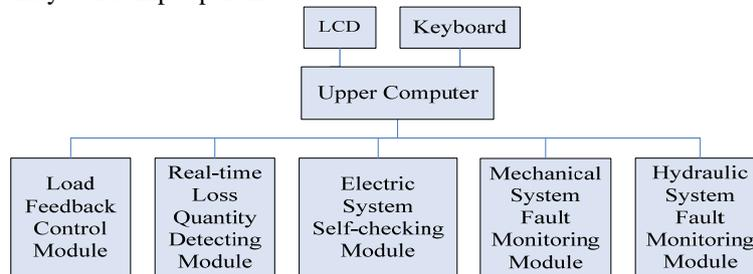 LCD
Keyboard
Upper Computer
Load
Feedback
Control
Module
Real-time
Loss
Quantity
Detecting
Module
Electric
System
Self-checking
Module
Mechanical
System
Fault
Monitoring
Module
Hydraulic
System
Fault
Monitoring
Module